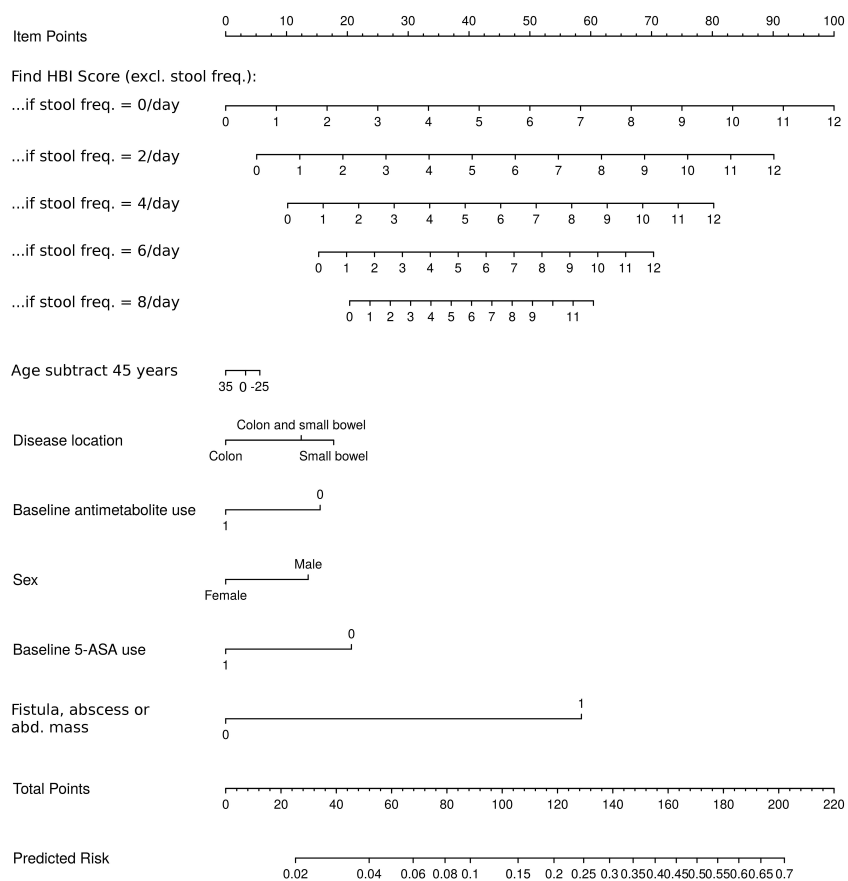 0 10 20 30 40 50 60 70 80 90 100
Item Points
Find HBI Score (excl. stool freq.):
...if stool freq. = 0/day
0 1 2 3 4 5 6 7 8 9 10 11 12
...if stool freq. = 2/day
0 1 2 3 4 5 6 7 8 9 10 11 12
...if stool freq. = 4/day
0 1 2 3 4 5 6 7 8 9 10 11 12
...if stool freq. = 6/day
0 1 2 3 4 5 6 7 8 9 10 11 12
...if stool freq. = 8/day
0 1 2 3 4 5 6 7 8 9 11
Age subtract 45 years
35 0 -25
Colon and small bowel
Disease location
Colon Small bowel
0
Baseline antimetabolite use
1
Male
Sex
Female
0
Baseline 5-ASA use
1
1
Fistula, abscess or
abd. mass
0
Total Points
0 20 40 60 80 100 120 140 160 180 200 220
Predicted Risk
0.02 0.04 0.06 0.08 0.1 0.15 0.2 0.25 0.3 0.35 0.4 0.45 0.5 0.55 0.6 0.65 0.7